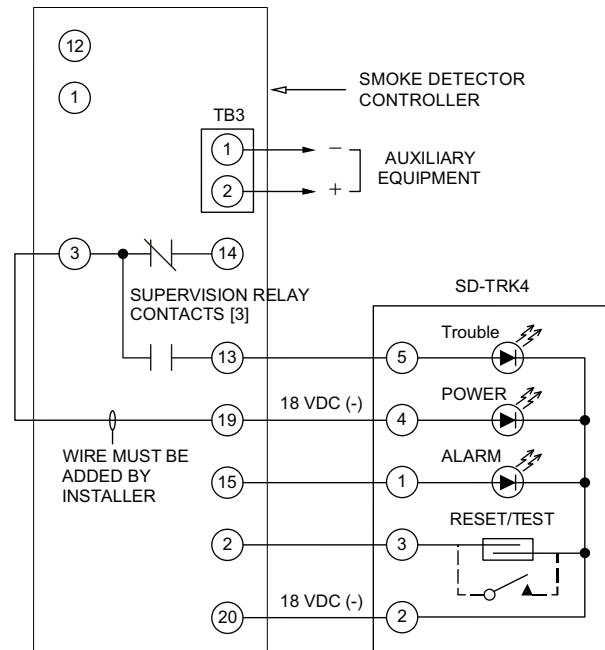 12
1
SMOKE DETECTOR
CONTROLLER
TB3
1
−
2
+
AUXILIARY
EQUIPMENT
3
14
SUPERVISION RELAY
CONTACTS [3]
SD-TRK4
13
5
Trouble
19
18 VDC (-)
4
POWER
WIRE MUST BE
ADDED BY
INSTALLER
15
1
ALARM
2
3
RESET/TEST
20
18 VDC (-)
2